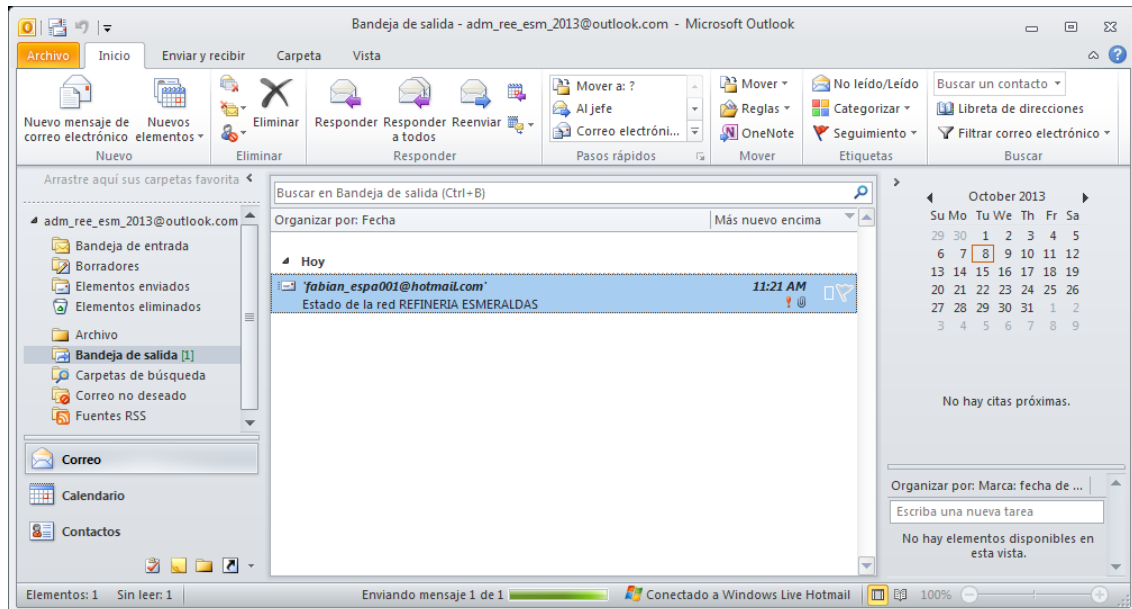 Bandeja de salida - adm_ree_esm_2013@outlook.com - Microsoft Outlook
Archivo Inicio Enviar y recibir Carpeta Vista
Nuevo mensaje de correo electrónico
Nuevos elementos
Nuevo
Eliminar
Eliminar
Responder
Responder a todos
Reenviar
Responder
Mover a: ?
Al jefe
Correo electróni...
Pasos rápidos
Mover
Reglas
OneNote
Mover
No leído/Leído
Categorizar
Seguimiento
Etiquetas
Buscar un contacto
Libreta de direcciones
Filtrar correo electrónico
Buscar
Arrastre aquí sus carpetas favorita
adm_ree_esm_2013@outlook.com
Bandeja de entrada
Borradores
Elementos enviados
Elementos eliminados
Archivo
Bandeja de salida [1]
Carpetas de búsqueda
Correo no deseado
Fuentes RSS
Correo
Calendario
Contactos
Buscar en Bandeja de salida (Ctrl+B)
Organizar por: Fecha Más nuevo encima
Hoy
'fabian_espa001@hotmail.com' 11:21 AM
Estado de la red REFINERIA ESMERALDAS
October 2013
Su Mo Tu We Th Fr Sa
29 30 1 2 3 4 5
6 7 8 9 10 11 12
13 14 15 16 17 18 19
20 21 22 23 24 25 26
27 28 29 30 31 1 2
3 4 5 6 7 8 9
No hay citas próximas.
Organizar por: Marca: fecha de ...
Escriba una nueva tarea
No hay elementos disponibles en
esta vista.
Elementos: 1 Sin leer: 1 Enviando mensaje 1 de 1 Conectado a Windows Live Hotmail 100%